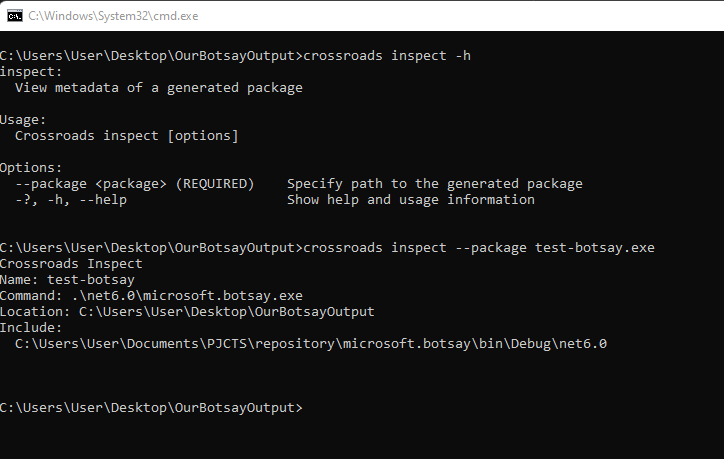 C:\Windows\System32\cmd.exe
C:\Users\User\Desktop\OurBotsayOutput>crossroads inspect -h
inspect:
  View metadata of a generated package
Usage:
  Crossroads inspect [options]
Options:
  --package <package> (REQUIRED)    Specify path to the generated package
  -?, -h, --help                    Show help and usage information
C:\Users\User\Desktop\OurBotsayOutput>crossroads inspect --package test-botsay.exe
Crossroads Inspect
Name: test-botsay
Command: .\net6.0\microsoft.botsay.exe
Location: C:\Users\User\Desktop\OurBotsayOutput
Include:
  C:\Users\User\Documents\PJCTS\repository\microsoft.botsay\bin\Debug\net6.0
C:\Users\User\Desktop\OurBotsayOutput>